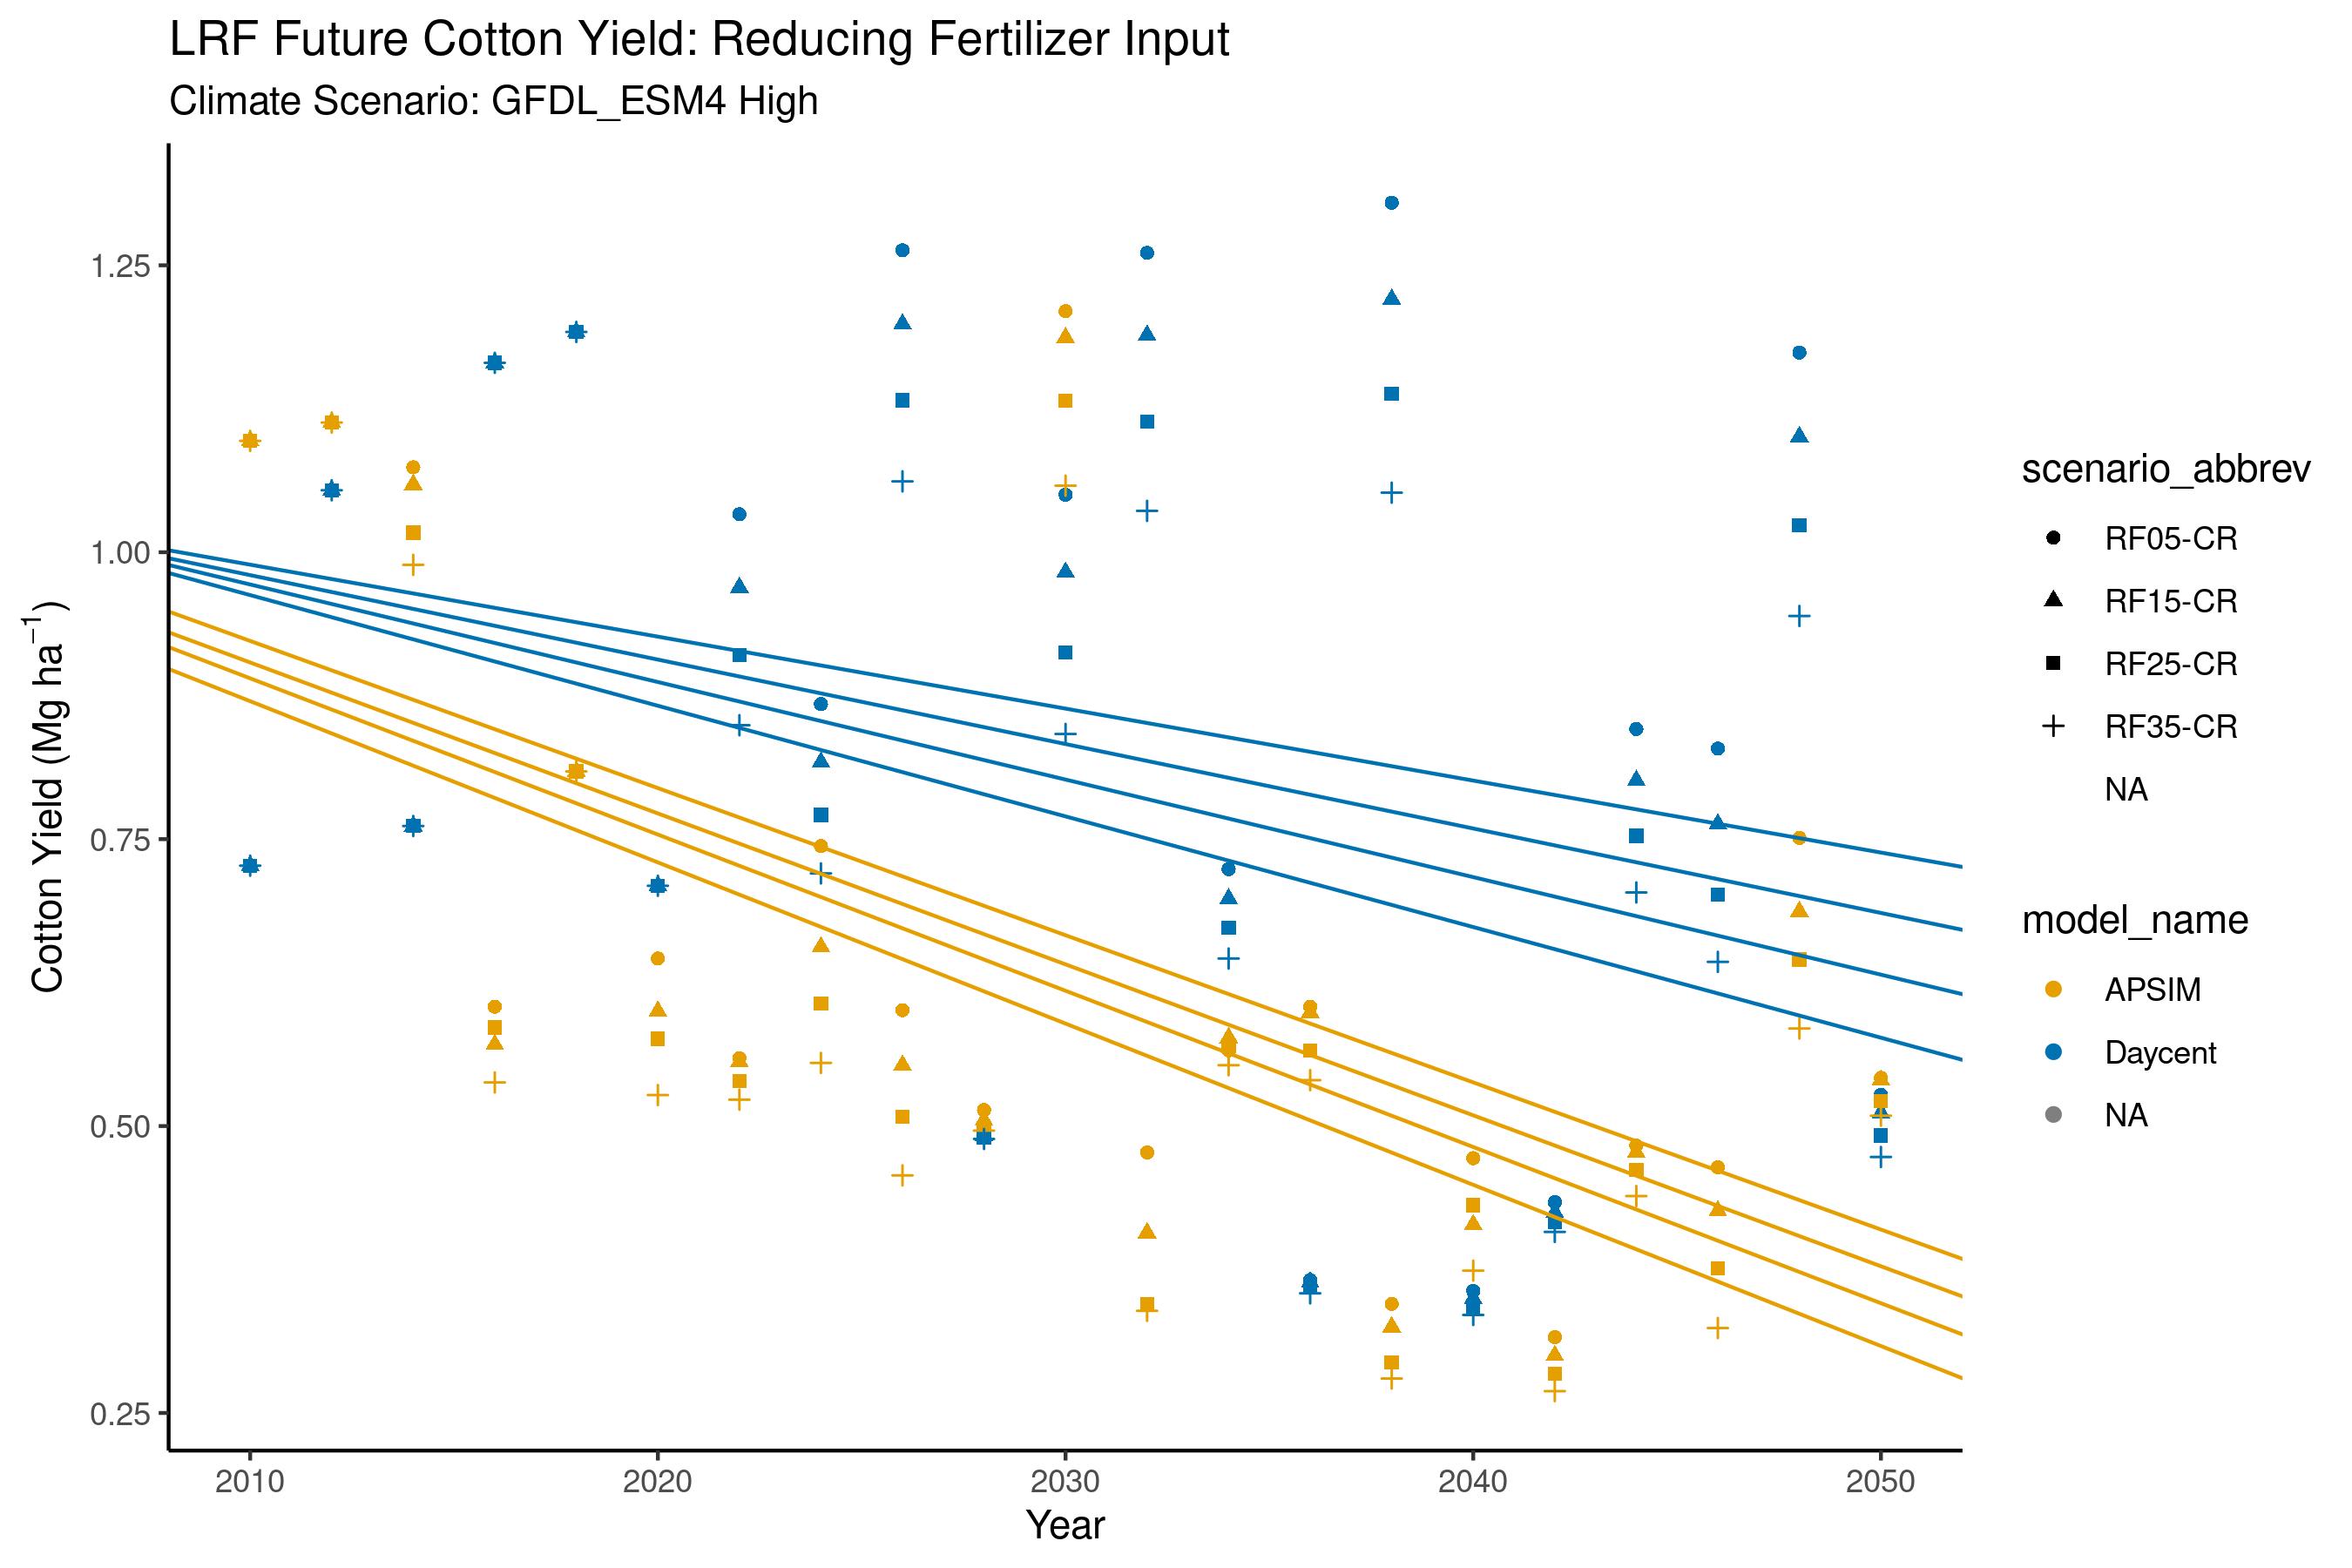 LRF Future Cotton Yield: Reducing Fertilizer Input
Climate Scenario: GFDL_ESM4 High
Cotton Yield (Mg ha⁻¹)
1.25
1.00
0.75
0.50
0.25
2010 2020 2030 2040 2050
Year
scenario_abbrev
RF05-CR
RF15-CR
RF25-CR
RF35-CR
NA
model_name
APSIM
Daycent
NA